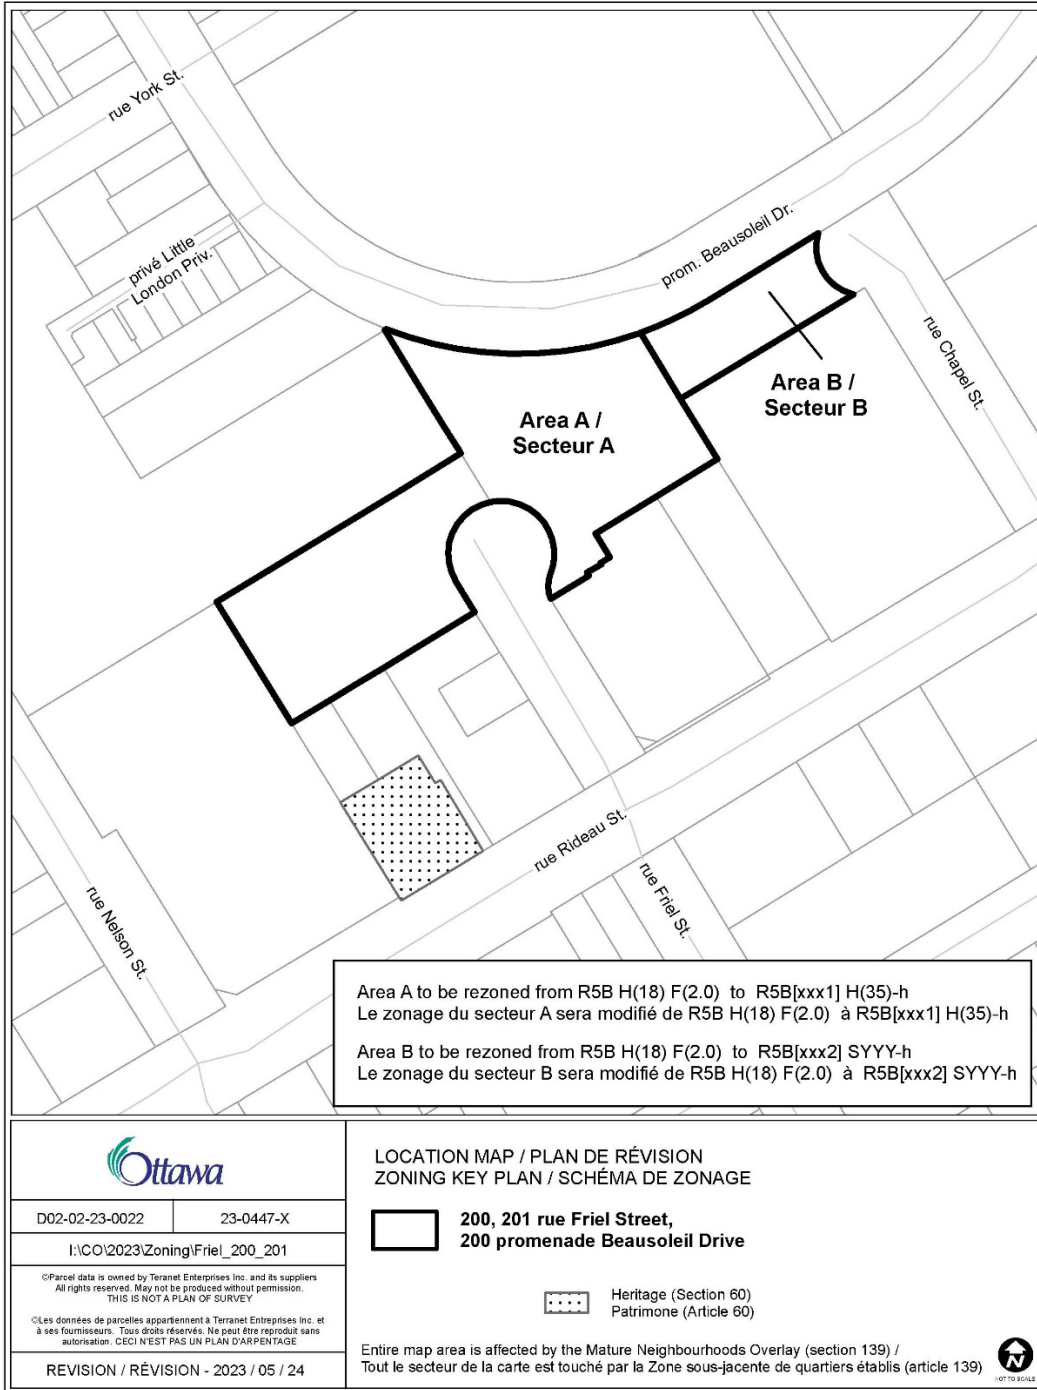 rue York St.
privé Little
London Priv.
prom. Beausoleil Dr.
rue Chapel St.
Area A /
Secteur A
Area B /
Secteur B
rue Rideau St.
rue Friel St.
rue Nelson St.
Area A to be rezoned from R5B H(18) F(2.0) to R5B[xxx1] H(35)-h
Le zonage du secteur A sera modifié de R5B H(18) F(2.0) à R5B[xxx1] H(35)-h
Area B to be rezoned from R5B H(18) F(2.0) to R5B[xxx2] SYYY-h
Le zonage du secteur B sera modifié de R5B H(18) F(2.0) à R5B[xxx2] SYYY-h
Ottawa
D02-02-23-0022
23-0447-X
I:\CO\2023\Zoning\Friel_200_201
©Parcel data is owned by Teranet Enterprises Inc. and its suppliers
All rights reserved. May not be produced without permission.
THIS IS NOT A PLAN OF SURVEY
©Les données de parcelles appartiennent à Terranet Entreprises Inc. et
à ses fournisseurs. Tous droits réservés. Ne peut être reproduit sans
autorisation. CECI N'EST PAS UN PLAN D'ARPENTAGE
REVISION / RÉVISION - 2023 / 05 / 24
LOCATION MAP / PLAN DE RÉVISION
ZONING KEY PLAN / SCHÉMA DE ZONAGE
200, 201 rue Friel Street,
200 promenade Beausoleil Drive
Heritage (Section 60)
Patrimone (Article 60)
Entire map area is affected by the Mature Neighbourhoods Overlay (section 139) /
Tout le secteur de la carte est touché par la Zone sous-jacente de quartiers établis (article 139)
N
NOT TO SCALE